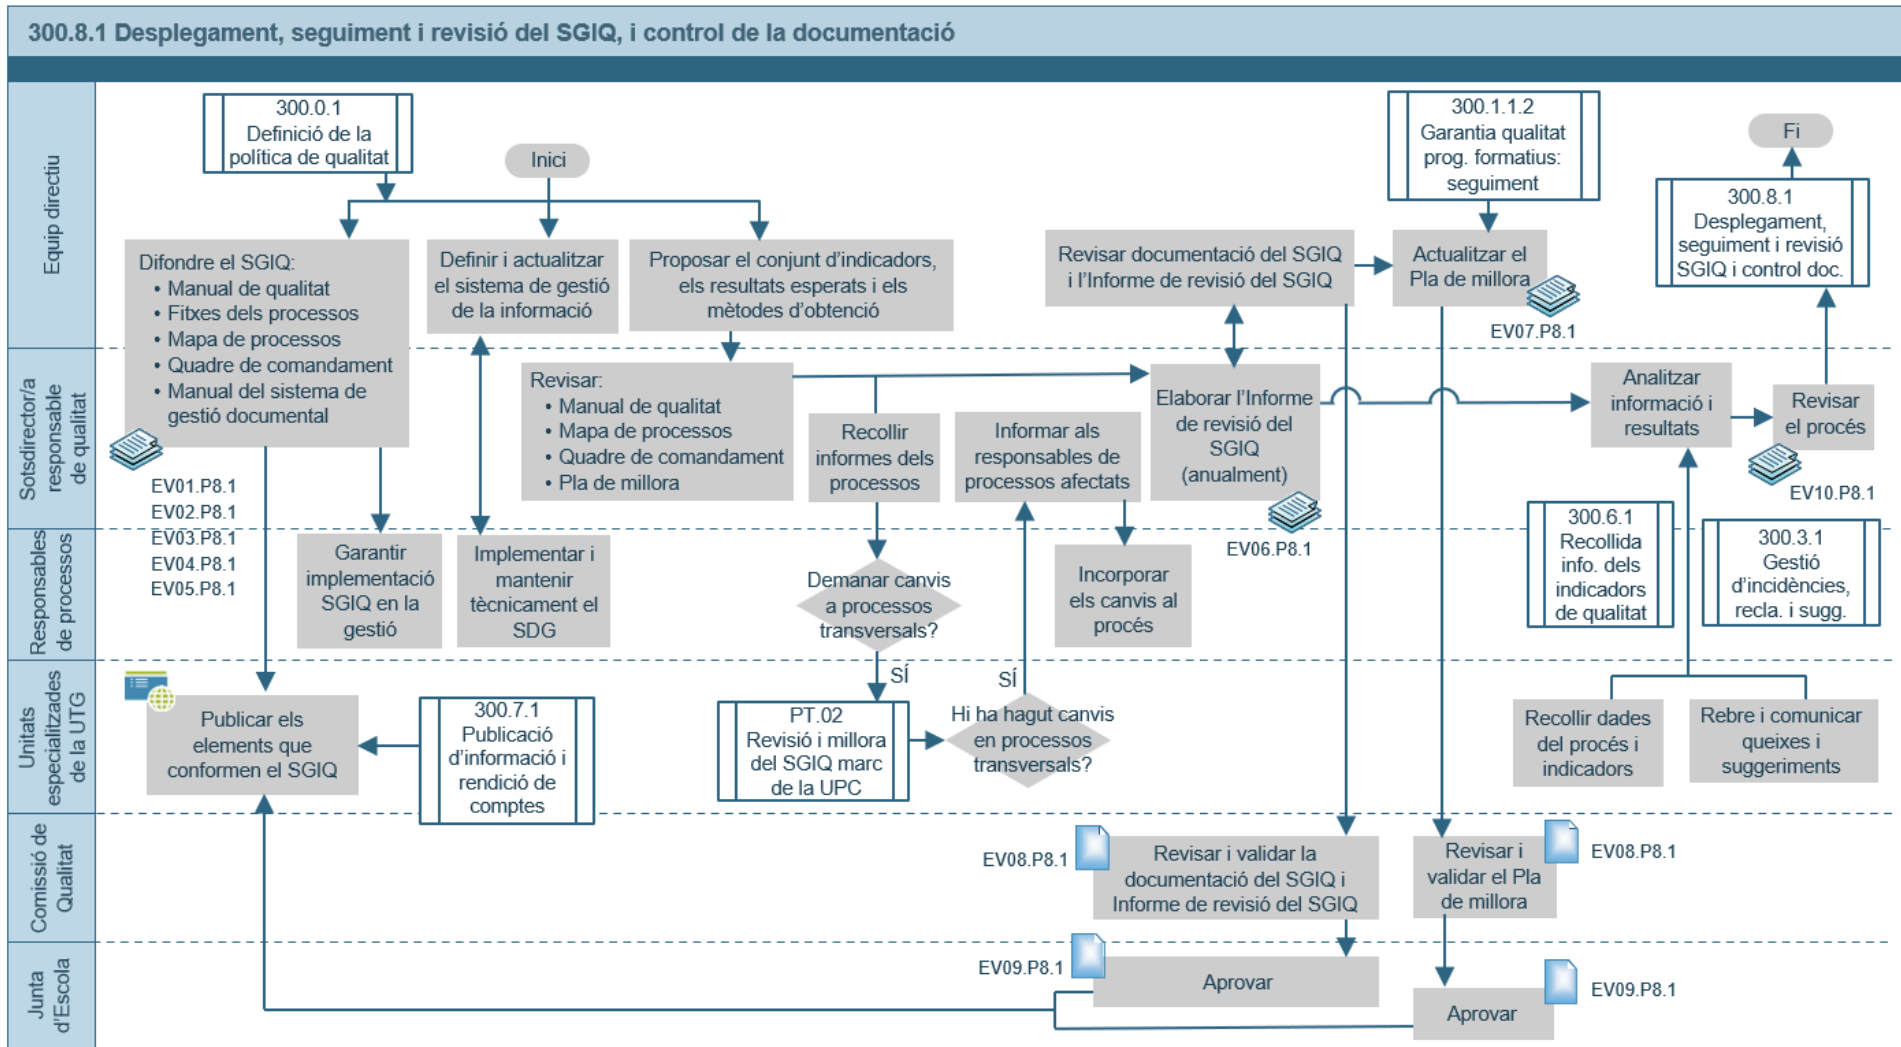 300.8.1 Desplegament, seguiment i revisió del SGIQ, i control de la documentació
Equip directiu
300.0.1
Definició de la
política de qualitat
Inici
300.1.1.2
Garantia qualitat
prog. formatius:
seguiment
Fi
300.8.1
Desplegament,
seguiment i revisió
SGIQ i control doc.
Difondre el SGIQ:
• Manual de qualitat
• Fitxes dels processos
• Mapa de processos
• Quadre de comandament
• Manual del sistema de
gestió documental
Definir i actualitzar
el sistema de gestió
de la informació
Proposar el conjunt d'indicadors,
els resultats esperats i els
mètodes d'obtenció
Revisar documentació del SGIQ
i l'Informe de revisió del SGIQ
Actualitzar el
Pla de millora
EV07.P8.1
Sotsdirector/a
responsable
de qualitat
EV01.P8.1
EV02.P8.1
EV03.P8.1
EV04.P8.1
EV05.P8.1
Revisar:
• Manual de qualitat
• Mapa de processos
• Quadre de comandament
• Pla de millora
Recollir
informes dels
processos
Informar als
responsables de
processos afectats
Elaborar l'Informe
de revisió del
SGIQ
(anualment)
EV06.P8.1
Analitzar
informació i
resultats
Revisar
el procés
EV10.P8.1
Responsables
de processos
Garantir
implementació
SGIQ en la
gestió
Implementar i
mantenir
tècnicament el
SDG
Demanar canvis
a processos
transversals?
Incorporar
els canvis al
procés
300.6.1
Recollida
info. dels
indicadors
de qualitat
300.3.1
Gestió
d'incidències,
recla. i sugg.
Unitats
especialitzades
de la UTG
Publicar els
elements que
conformen el SGIQ
300.7.1
Publicació
d'informació i
rendició de
comptes
SÍ
PT.02
Revisió i millora
del SGIQ marc
de la UPC
SÍ
Hi ha hagut canvis
en processos
transversals?
Recollir dades
del procés i
indicadors
Rebre i comunicar
queixes i
suggeriments
Comissió de
Qualitat
EV08.P8.1
Revisar i validar la
documentació del SGIQ i
Informe de revisió del SGIQ
Revisar i
validar el Pla
de millora
EV08.P8.1
Junta
d'Escola
EV09.P8.1
Aprovar
Aprovar
EV09.P8.1